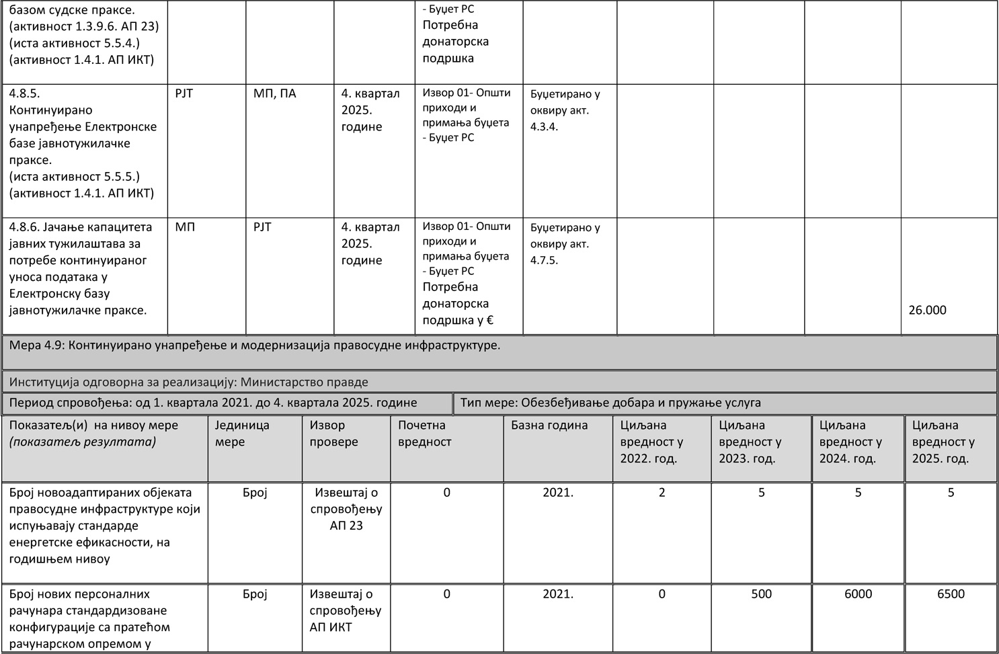 базом судске праксе.
(активност 1.3.9.6. АП 23)
(иста активност 5.5.4.)
(активност 1.4.1. АП ИКТ)
- Буџет РС
Потребна
донаторска
подршка
4.8.5.
Континуирано
унапређење Електронске
базе јавнотужилачке
праксе.
(иста активност 5.5.5.)
(активност 1.4.1. АП ИКТ)
РЈТ
МП, ПА
4. квартал
2025.
године
Извор 01- Општи
приходи и
примања буџета
- Буџет РС
Буџетирано у
оквиру акт.
4.3.4.
4.8.6. Јачање капацитета
јавних тужилаштава за
потребе континуираног
уноса података у
Електронску базу
јавнотужилачке праксе.
МП
РЈТ
4. квартал
2025.
године
Извор 01- Општи
приходи и
примања буџета
- Буџет РС
Потребна
донаторска
подршка у €
Буџетирано у
оквиру акт.
4.7.5.
26.000
Мера 4.9: Континуирано унапређење и модернизација правосудне инфраструктуре.
Институција одговорна за реализацију: Министарство правде
Период спровођења: од 1. квартала 2021. до 4. квартала 2025. године
Тип мере: Обезбеђивање добара и пружање услуга
Показатељ(и) на нивоу мере
(показатељ резултата)
Јединица
мере
Извор
провере
Почетна
вредност
Базна година
Циљана
вредност у
2022. год.
Циљана
вредност у
2023. год.
Циљана
вредност у
2024. год.
Циљана
вредност у
2025. год.
Број новоадаптираних објеката
правосудне инфраструктуре који
испуњавају стандарде
енергетске ефикасности, на
годишњем нивоу
Број
Извештај о
спровођењу
АП 23
0
2021.
2
5
5
5
Број нових персоналних
рачунара стандардизоване
конфигурације са пратећом
рачунарском опремом у
Број
Извештај о
спровођењу
АП ИКТ
0
2021.
0
500
6000
6500